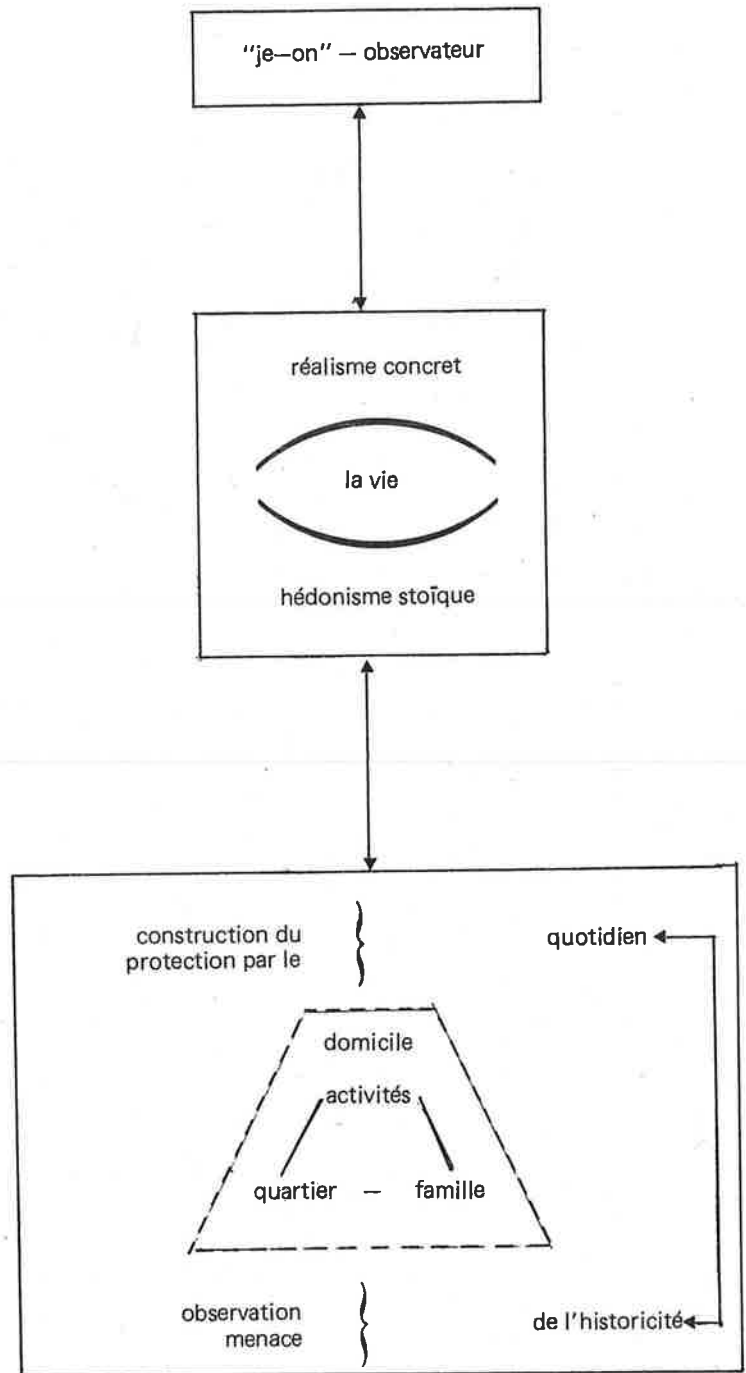 "je—on" — observateur
réalisme concret
la vie
hédonisme stoïque
construction du
protection par le
quotidien
domicile
activités
quartier — famille
observation
menace
de l'historicité